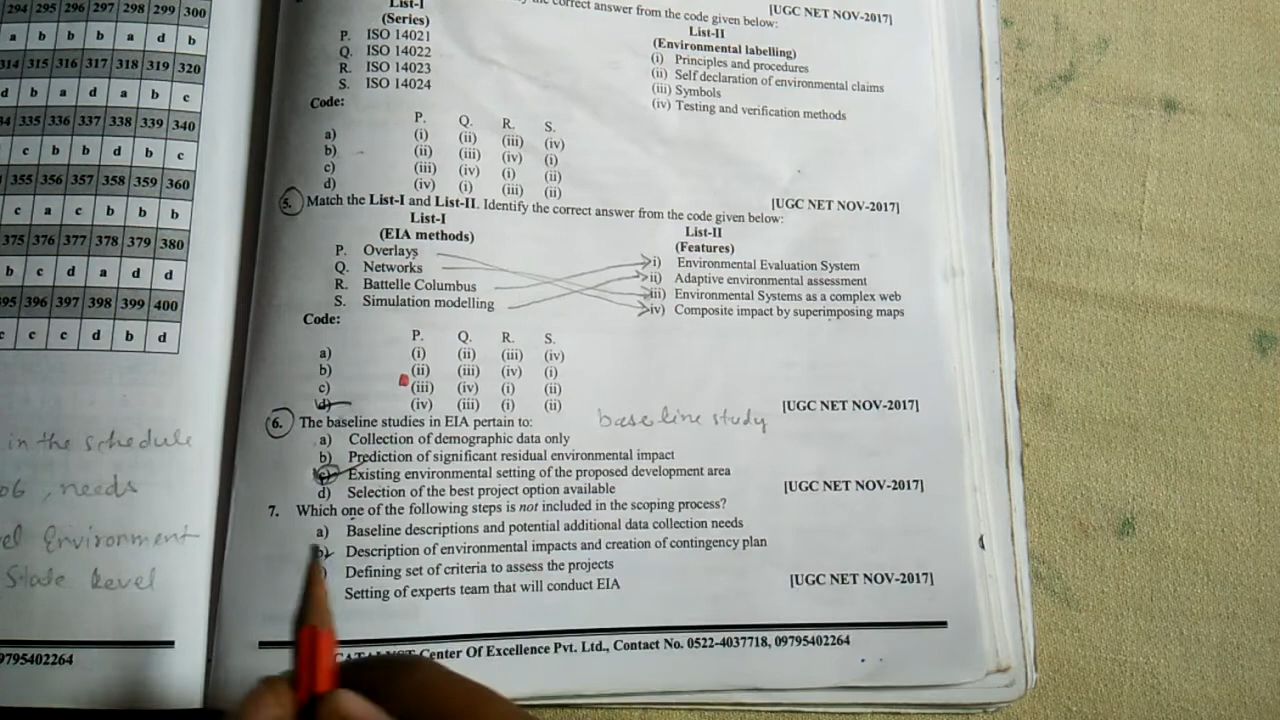 294 295 296 297 298 299 300
a b b b a d b
314 315 316 317 318 319 320
d b a d a b c
335 336 337 338 339 340
c b b d b c
355 356 357 358 359 360
c a c b b b
375 376 377 378 379 380
b c d a d d
396 397 398 399 400
c c d b d
in the schedule
06, needs
Environment
State Level
9795402264
correct answer from the code given below:
[UGC NET NOV-2017]
List-I
List-II
(Series)
(Environmental labelling)
P. ISO 14021
(i) Principles and procedures
Q. ISO 14022
(ii) Self declaration of environmental claims
R. ISO 14023
(iii) Symbols
S. ISO 14024
(iv) Testing and verification methods
Code:
P. Q. R. S.
a) (i) (ii) (iii) (iv)
b) (ii) (iii) (iv) (i)
c) (iii) (iv) (i) (ii)
d) (iv) (i) (iii) (ii)
[UGC NET NOV-2017]
5. Match the List-I and List-II. Identify the correct answer from the code given below:
List-I
List-II
(EIA methods)
(Features)
P. Overlays
i) Environmental Evaluation System
Q. Networks
ii) Adaptive environmental assessment
R. Battelle Columbus
iii) Environmental Systems as a complex web
S. Simulation modelling
iv) Composite impact by superimposing maps
Code:
P. Q. R. S.
a) (i) (ii) (iii) (iv)
b) (ii) (iii) (iv) (i)
c) (iii) (iv) (i) (ii)
d) (iv) (iii) (i) (ii)
[UGC NET NOV-2017]
6. The baseline studies in EIA pertain to:
baseline study
a) Collection of demographic data only
b) Prediction of significant residual environmental impact
c) Existing environmental setting of the proposed development area
d) Selection of the best project option available
[UGC NET NOV-2017]
7. Which one of the following steps is not included in the scoping process?
a) Baseline descriptions and potential additional data collection needs
b) Description of environmental impacts and creation of contingency plan
Defining set of criteria to assess the projects
Setting of experts team that will conduct EIA
[UGC NET NOV-2017]
Center Of Excellence Pvt. Ltd., Contact No. 0522-4037718, 09795402264